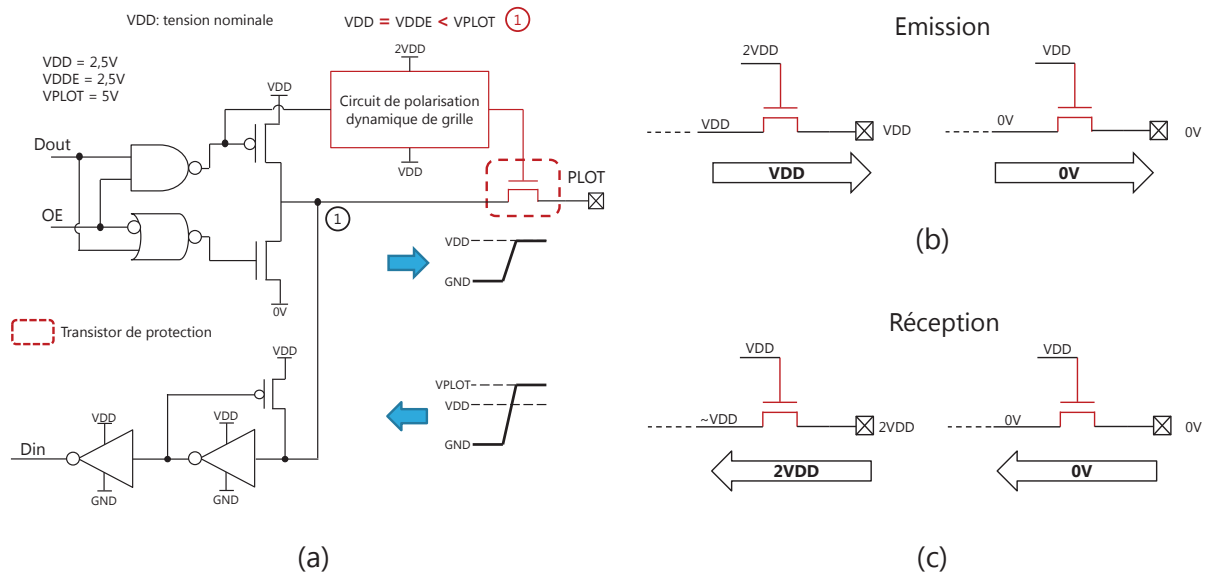 VDD: tension nominale
VDD = VDDE < VPLOT 1
VDD = 2,5V
VDDE = 2,5V
VPLOT = 5V
2VDD
VDD
Circuit de polarisation
dynamique de grille
VDD
Dout
OE
PLOT
1
0V
VDD
GND
Transistor de protection
VDD
VPLOT
VDD
GND
VDD
VDD
Din
GND
GND
(a)
Emission
2VDD
VDD
VDD
VDD
0V
0V
VDD
0V
(b)
Réception
VDD
VDD
~VDD
2VDD
0V
0V
2VDD
0V
(c)